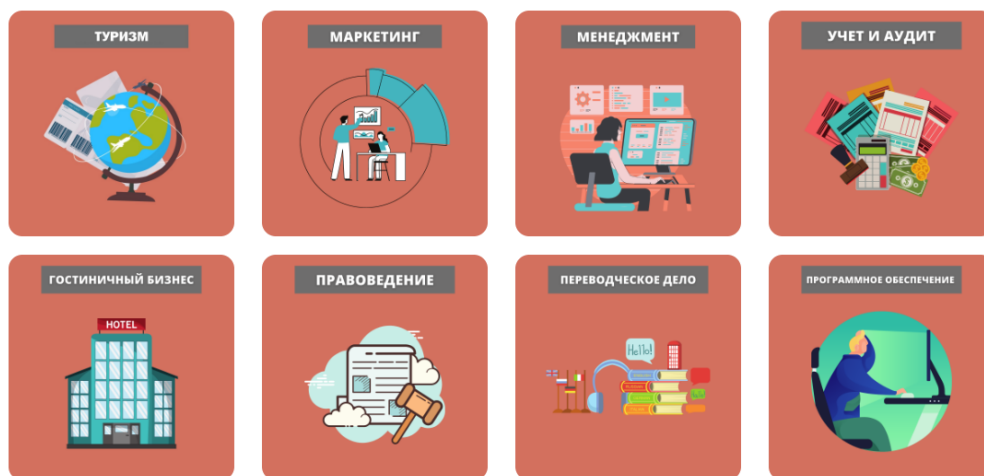 ТУРИЗМ
МАРКЕТИНГ
МЕНЕДЖМЕНТ
УЧЕТ И АУДИТ
ГОСТИНИЧНЫЙ БИЗНЕС
ПРАВОВЕДЕНИЕ
ПЕРЕВОДЧЕСКОЕ ДЕЛО
ПРОГРАММНОЕ ОБЕСПЕЧЕНИЕ
HOTEL
Hello!